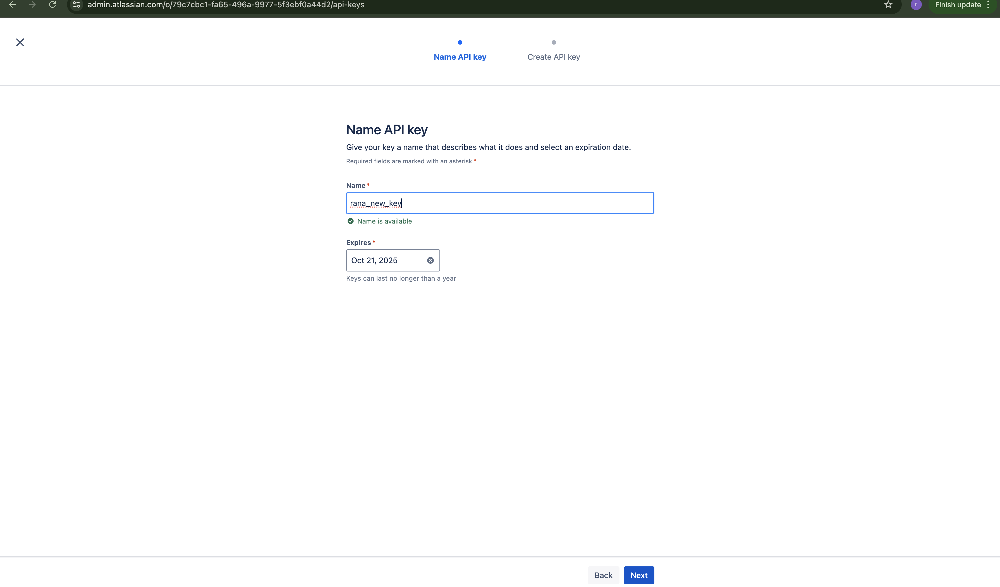 admin.atlassian.com/o/79c7cbc1-fa65-496a-9977-5f3ebf0a44d2/api-keys
r
Finish update
Name API key
Create API key
Name API key
Give your key a name that describes what it does and select an expiration date.
Required fields are marked with an asterisk *
Name *
rana_new_key
Name is available
Expires *
Oct 21, 2025
Keys can last no longer than a year
Back
Next